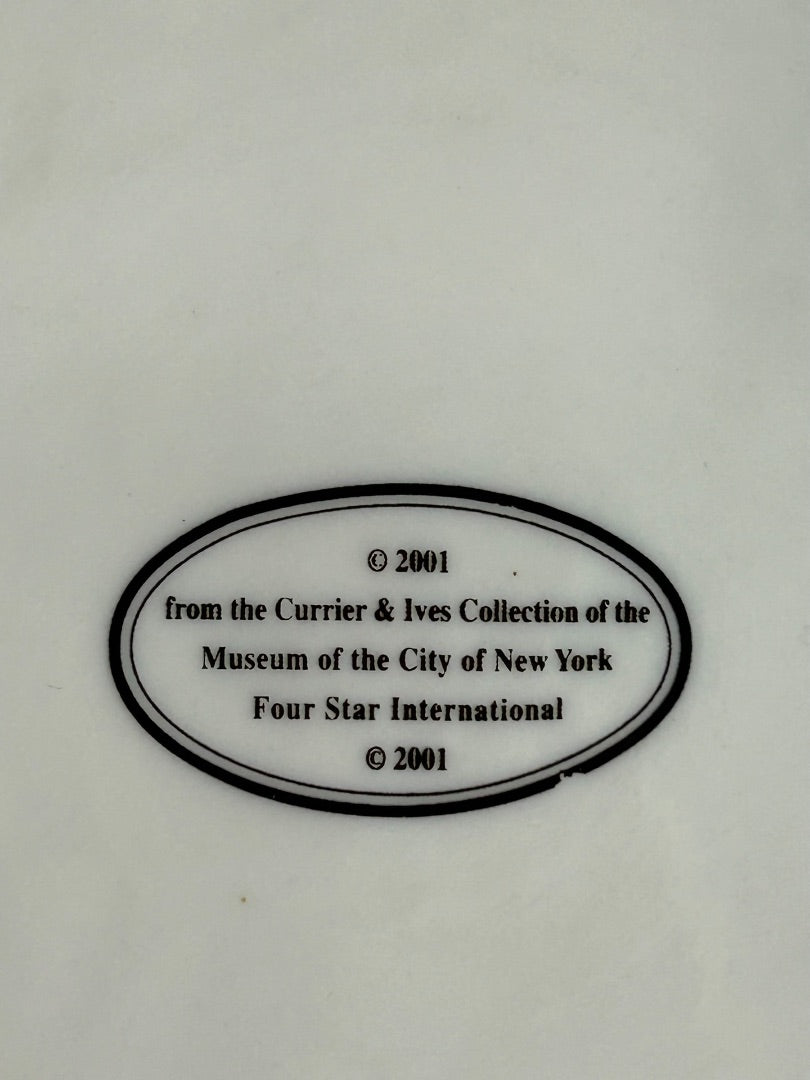 © 2001
from the Currier & Ives Collection of the
Museum of the City of New York
Four Star International
© 2001